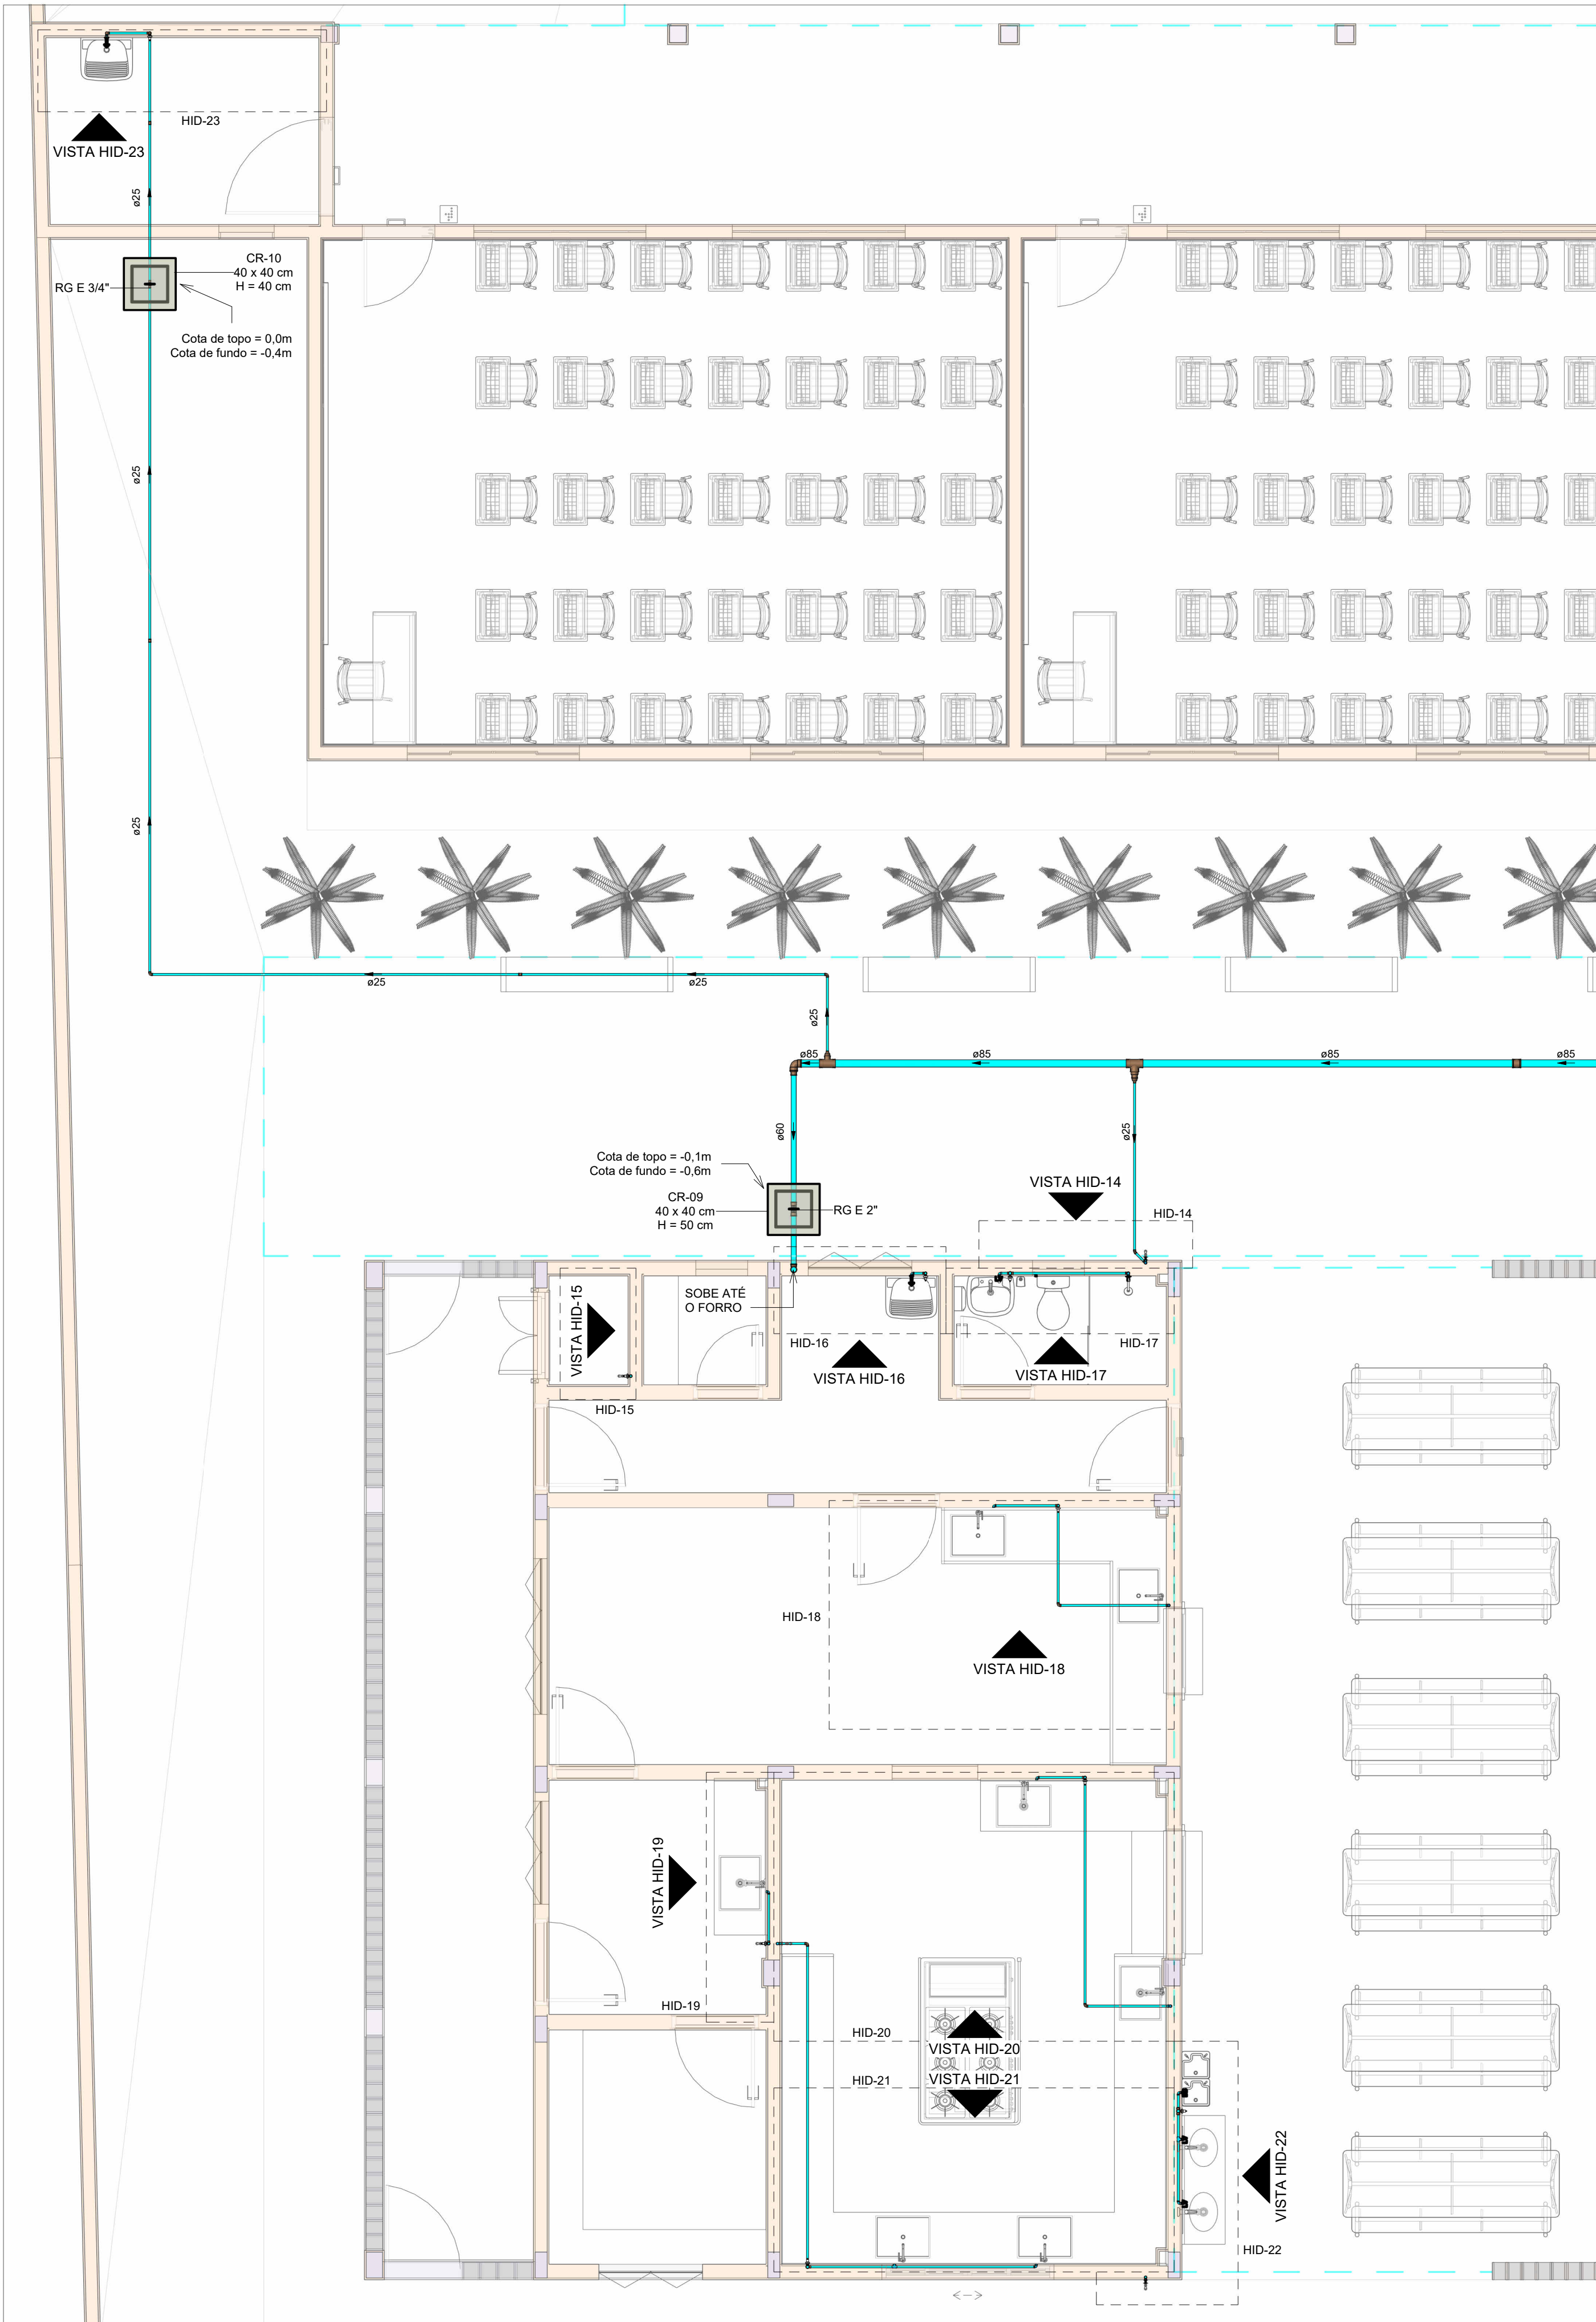 HID-23
VISTA HID-23
ø25
CR-10
40 x 40 cm
H = 40 cm
RG E 3/4"
Cota de topo = 0,0m
Cota de fundo = -0,4m
ø25
ø25
ø25
ø25
ø25
ø85
ø85
ø85
ø85
ø60
ø25
Cota de topo = -0,1m
Cota de fundo = -0,6m
CR-09
40 x 40 cm
H = 50 cm
RG E 2"
VISTA HID-14
HID-14
SOBE ATÉ
O FORRO
VISTA HID-15
HID-16
HID-17
VISTA HID-16
VISTA HID-17
HID-15
HID-18
VISTA HID-18
VISTA HID-19
HID-19
HID-20
VISTA HID-20
HID-21
VISTA HID-21
VISTA HID-22
HID-22